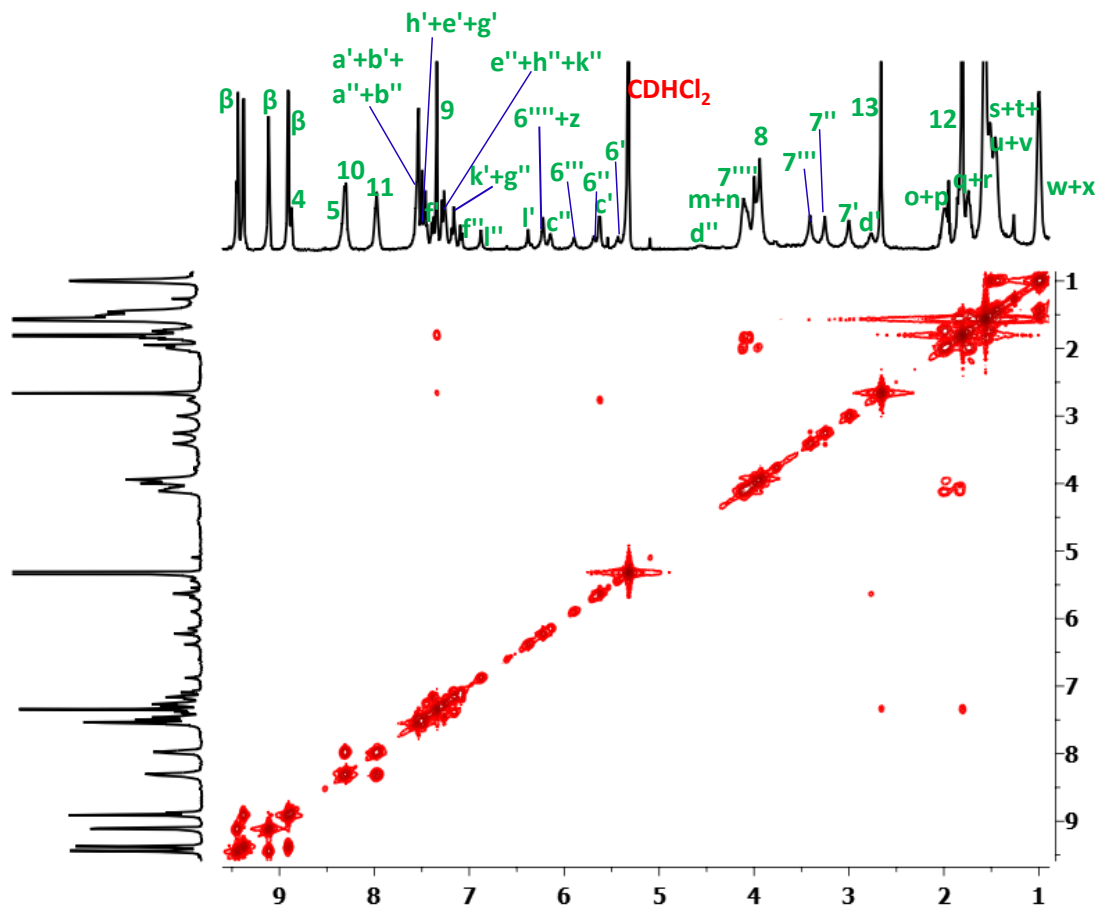 h'+e'+g'
a'+b'+
a''+b''
e''+h''+k''
CDHCl₂
β
β
β
9
6''''+z
13
12
s+t+
u+v
10
4
5
11
f'
k'+g''
6'''
6''
6'
c'
7''''
8
m+n
7'''
7''
7'
d'
o+p
q+r
w+x
f''
l''
l'
c''
d''
1
2
3
4
5
6
7
8
9
9
8
7
6
5
4
3
2
1